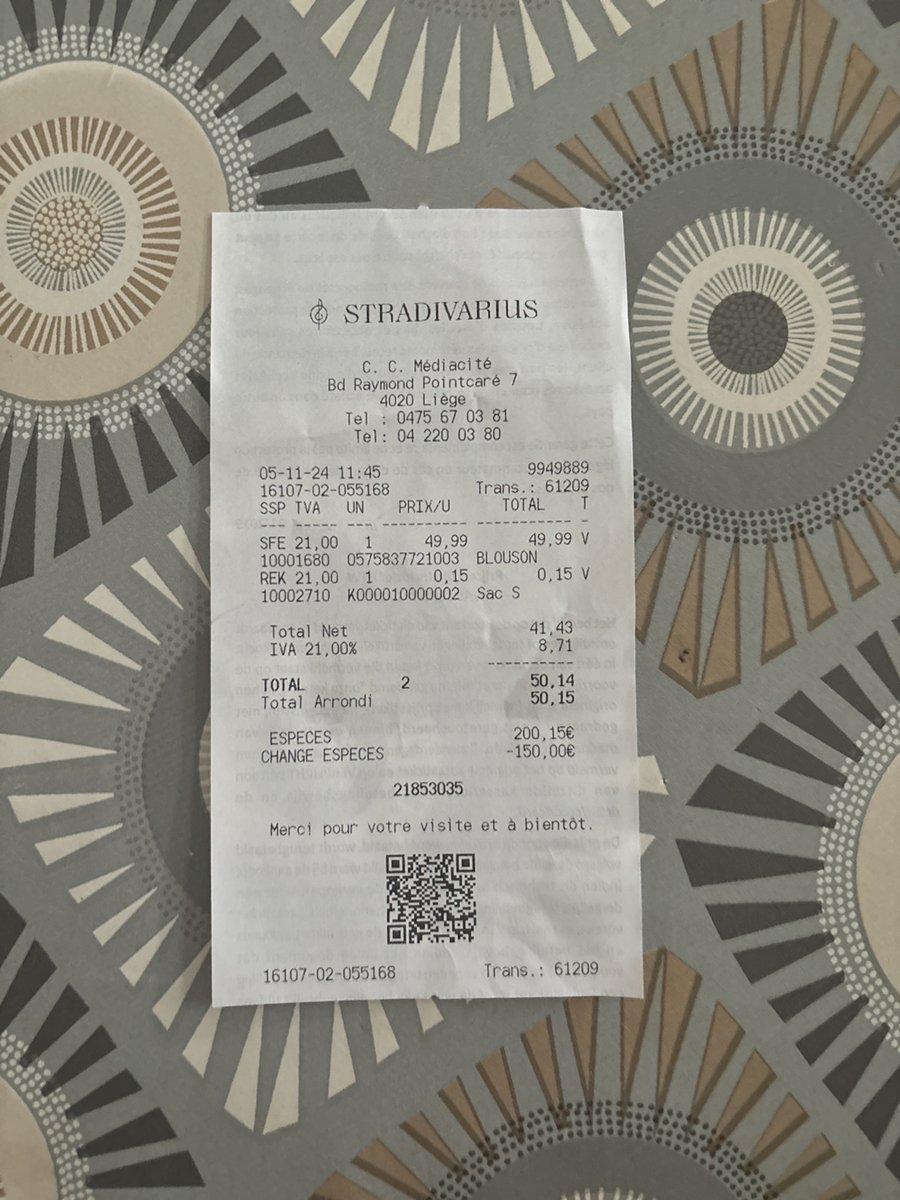 STRADIVARIUS
C. C. Médiacité
Bd Raymond Pointcaré 7
4020 Liège
Tel : 0475 67 03 81
Tel: 04 220 03 80
05-11-24 11:45 9949889
16107-02-055168 Trans.: 61209
SSP TVA UN PRIX/U TOTAL T
--- ----- --- ---------- ----------- -
SFE 21,00 1 49,99 49,99 V
10001680 0575837721003 BLOUSON
REK 21,00 1 0,15 0,15 V
10002710 K000010000002 Sac S
Total Net 41,43
IVA 21,00% 8,71
----------
TOTAL 2 50,14
Total Arrondi 50,15
ESPECES 200,15€
CHANGE ESPECES -150,00€
21853035
Merci pour votre visite et à bientôt.
16107-02-055168 Trans.: 61209